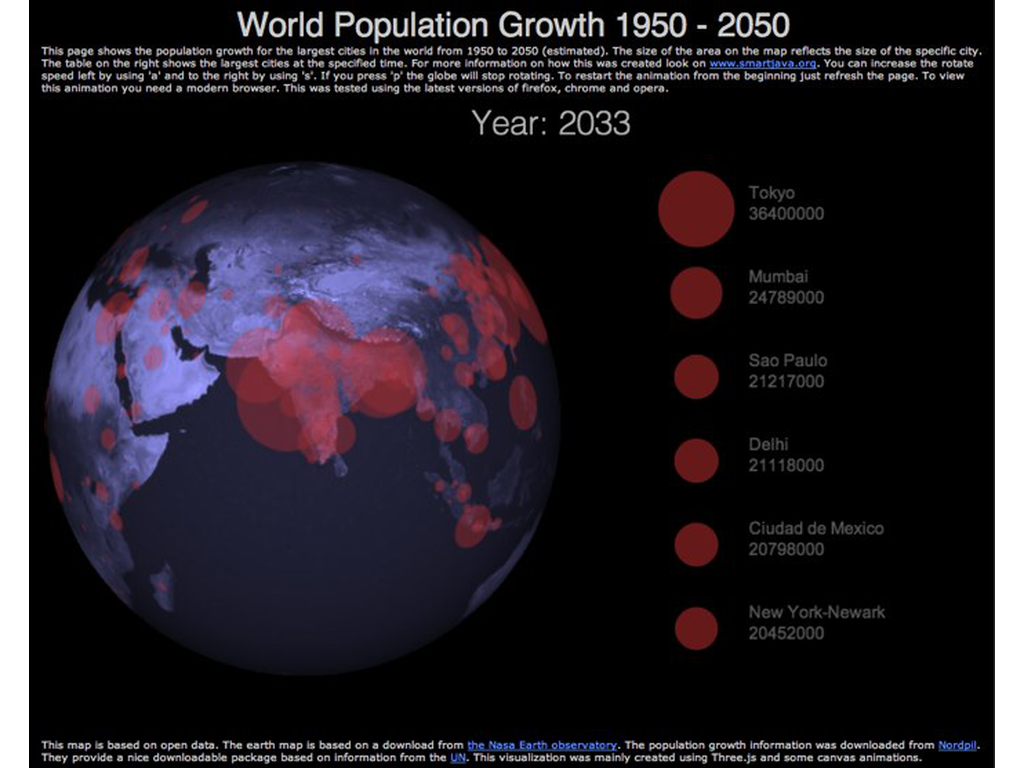 World Population Growth 1950 - 2050
This page shows the population growth for the largest cities in the world from 1950 to 2050 (estimated). The size of the area on the map reflects the size of the specific city.
The table on the right shows the largest cities at the specified time. For more information on how this was created look on www.smartjava.org. You can increase the rotate
speed left by using 'a' and to the right by using 's'. If you press 'p' the globe will stop rotating. To restart the animation from the beginning just refresh the page. To view
this animation you need a modern browser. This was tested using the latest versions of firefox, chrome and opera.
Year: 2033
Tokyo
36400000
Mumbai
24789000
Sao Paulo
21217000
Delhi
21118000
Ciudad de Mexico
20798000
New York-Newark
20452000
This map is based on open data. The earth map is based on a download from the Nasa Earth observatory. The population growth information was downloaded from Nordpil.
They provide a nice downloadable package based on information from the UN. This visualization was mainly created using Three.js and some canvas animations.